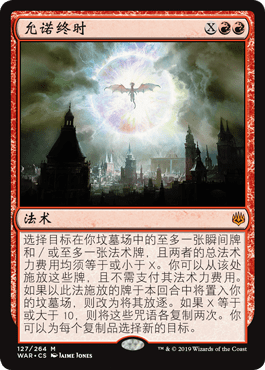 允诺终时 XRR
法术
选择目标在你坟墓场中的至多一张瞬间牌
和/或至多一张法术牌,且两者的总法术
力费用均须等于或小于X。你可以从该处
施放这些牌,且不需支付其法术力费用。
如果以此法施放的牌于本回合中将置入你
的坟墓场,则改为将其放逐。如果X等于
或大于10,则将这些咒语各复制两次。你
可以为每个复制品选择新的目标。
127/264 M
WAR • CS JAIME JONES
™ & © 2019 Wizards of the Coast